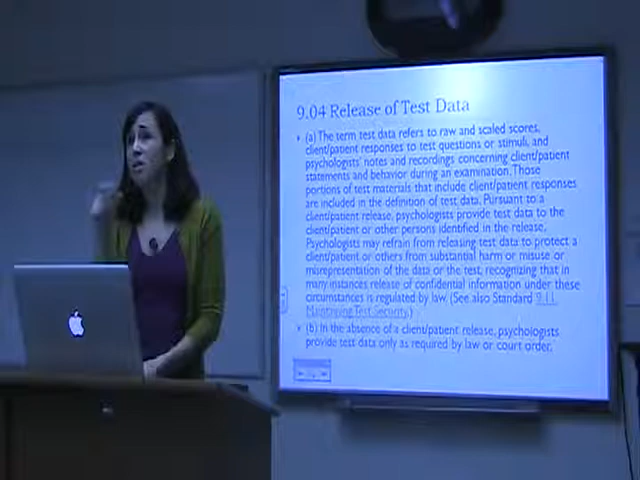 9.04 Release of Test Data
(a) The term test data refers to raw and scaled scores,
client/patient responses to test questions or stimuli, and
psychologists' notes and recordings concerning client/patient
statements and behavior during an examination. Those
portions of test materials that include client/patient responses
are included in the definition of test data. Pursuant to a
client/patient release, psychologists provide test data to the
client/patient or other persons identified in the release.
Psychologists may refrain from releasing test data to protect a
client/patient or others from substantial harm or misuse or
misrepresentation of the data or the test, recognizing that in
many instances release of confidential information under these
circumstances is regulated by law. (See also Standard 9.11
Maintaining Test Security.)
(b) In the absence of a client/patient release, psychologists
provide test data only as required by law or court order.